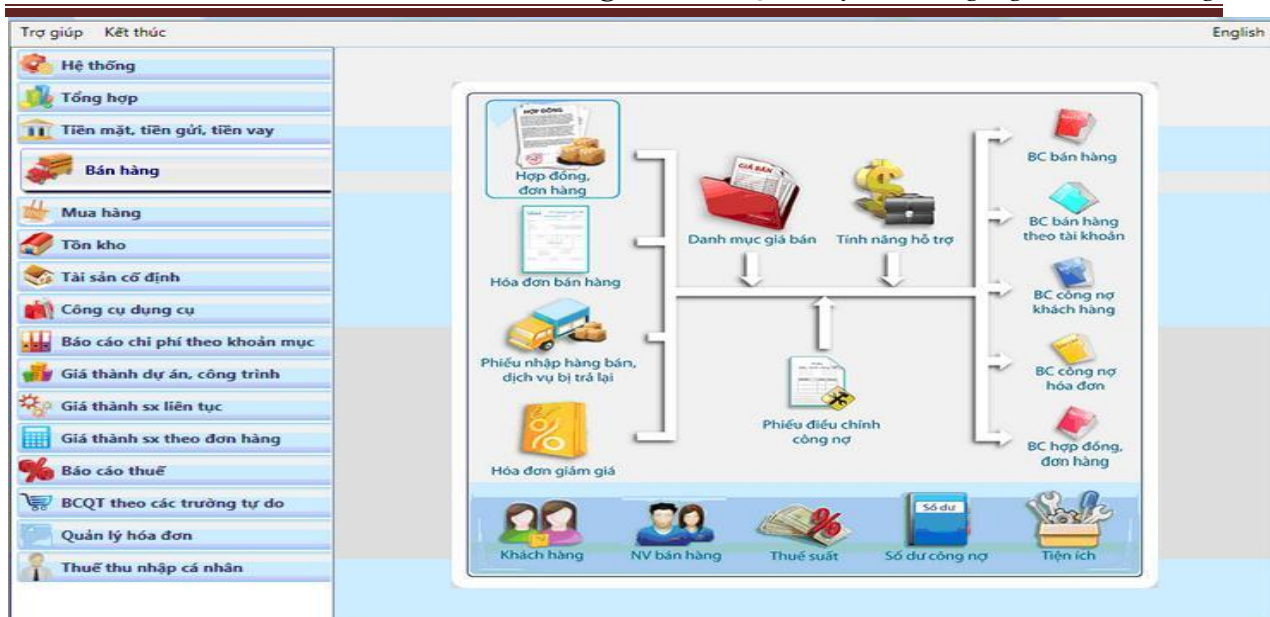 Trợ giúp Kết thúc English
Hệ thống
Tổng hợp
Tiền mặt, tiền gửi, tiền vay
Bán hàng
Mua hàng
Tồn kho
Tài sản cố định
Công cụ dụng cụ
Báo cáo chi phí theo khoản mục
Giá thành dự án, công trình
Giá thành sx liên tục
Giá thành sx theo đơn hàng
Báo cáo thuế
BCQT theo các trường tự do
Quản lý hóa đơn
Thuế thu nhập cá nhân
HỢP ĐỒNG
Hợp đồng,
đơn hàng
Hóa đơn bán hàng
Phiếu nhập hàng bán,
dịch vụ bị trả lại
Hóa đơn giảm giá
GIÁ BÁN
Danh mục giá bán
Tính năng hỗ trợ
Phiếu điều chỉnh
công nợ
BC bán hàng
BC bán hàng
theo tài khoản
BC công nợ
khách hàng
BC công nợ
hóa đơn
BC hợp đồng,
đơn hàng
Khách hàng
NV bán hàng
Thuế suất
Số dư
Số dư công nợ
Tiện ích